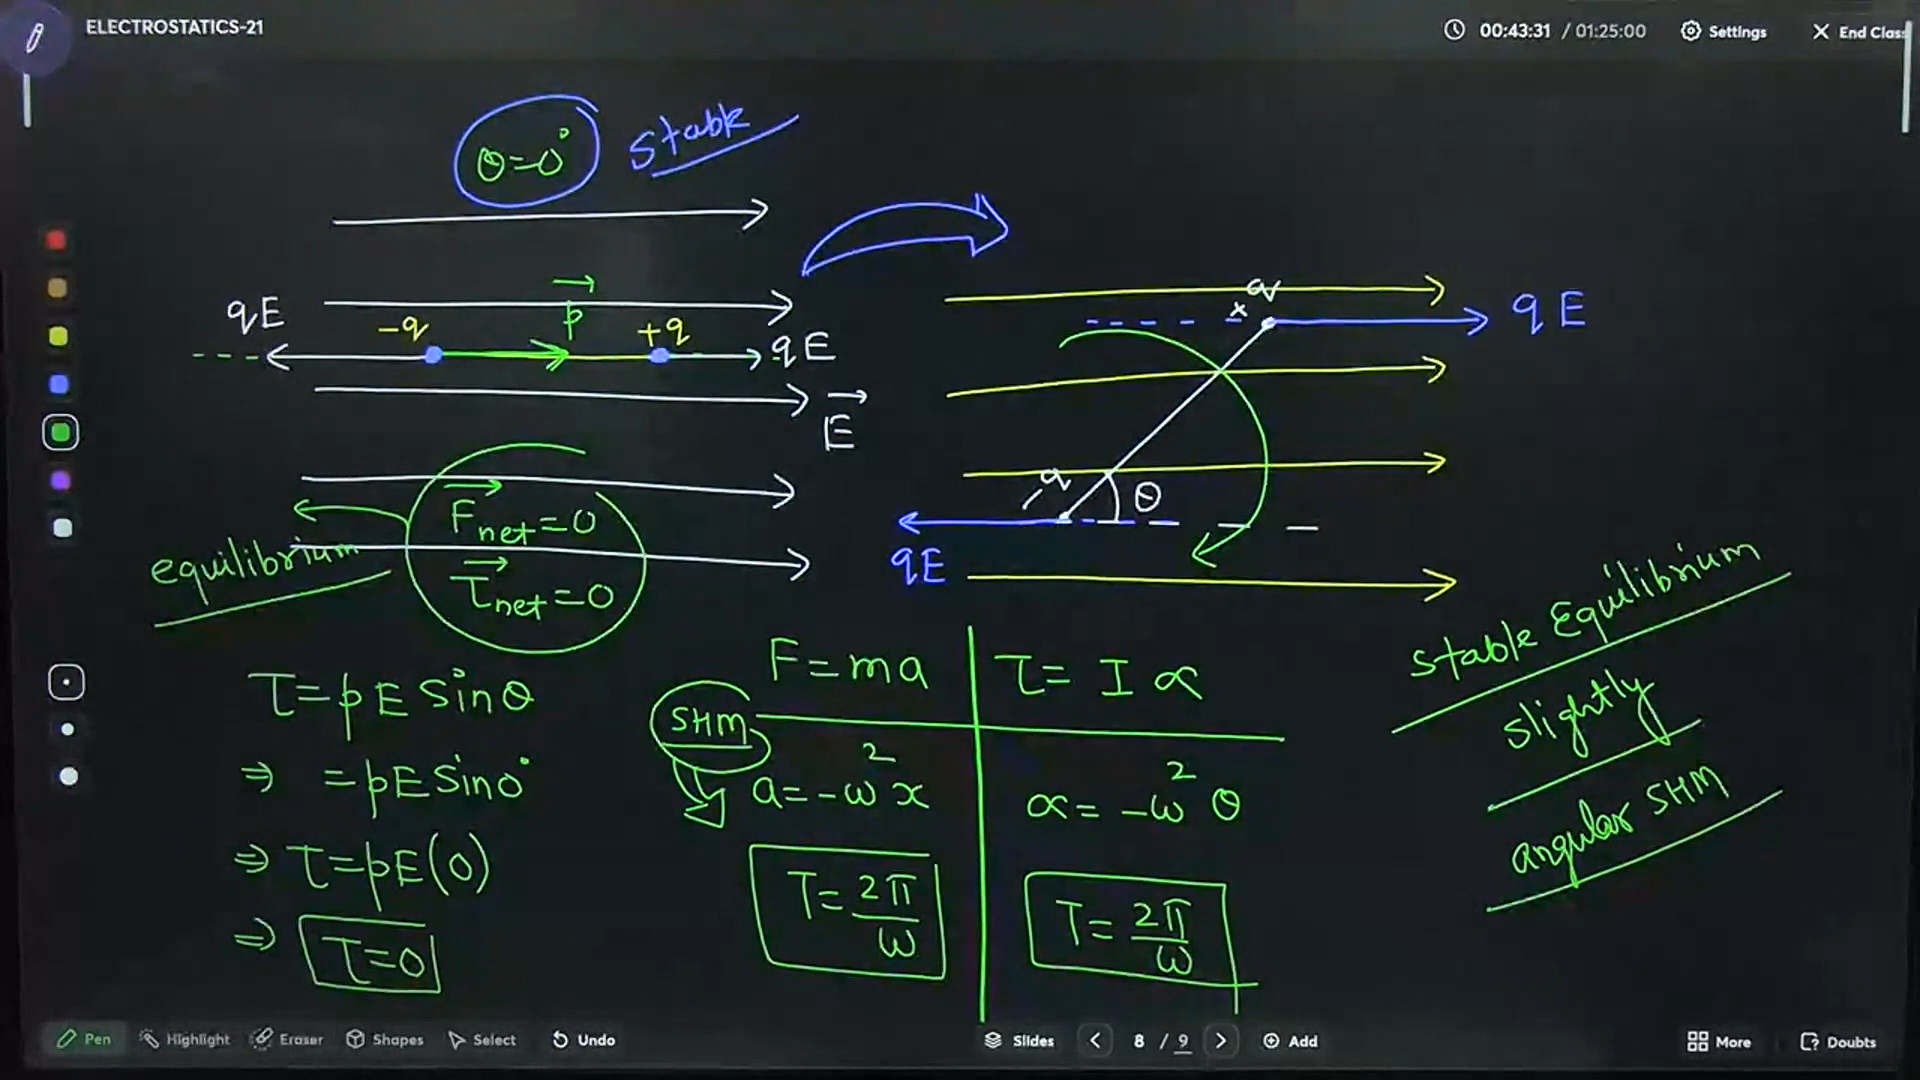 ELECTROSTATICS-21
00:43:31 / 01:25:00
Settings
End Class
θ=0° stable
qE
-q
p
+q
qE
E
q
qE
-q
θ
qE
Fnet=0
τnet=0
equilibrium
τ=pE Sinθ
⇒ =pE Sin0°
⇒ τ=pE(0)
⇒ τ=0
F=ma
τ= I α
SHM
a=-ω²x
α= -ω²θ
T=2π/ω
T=2π/ω
Stable Equilibrium
slightly
angular SHM
Pen
Highlight
Eraser
Shapes
Select
Undo
Slides
8 / 9
Add
More
Doubts